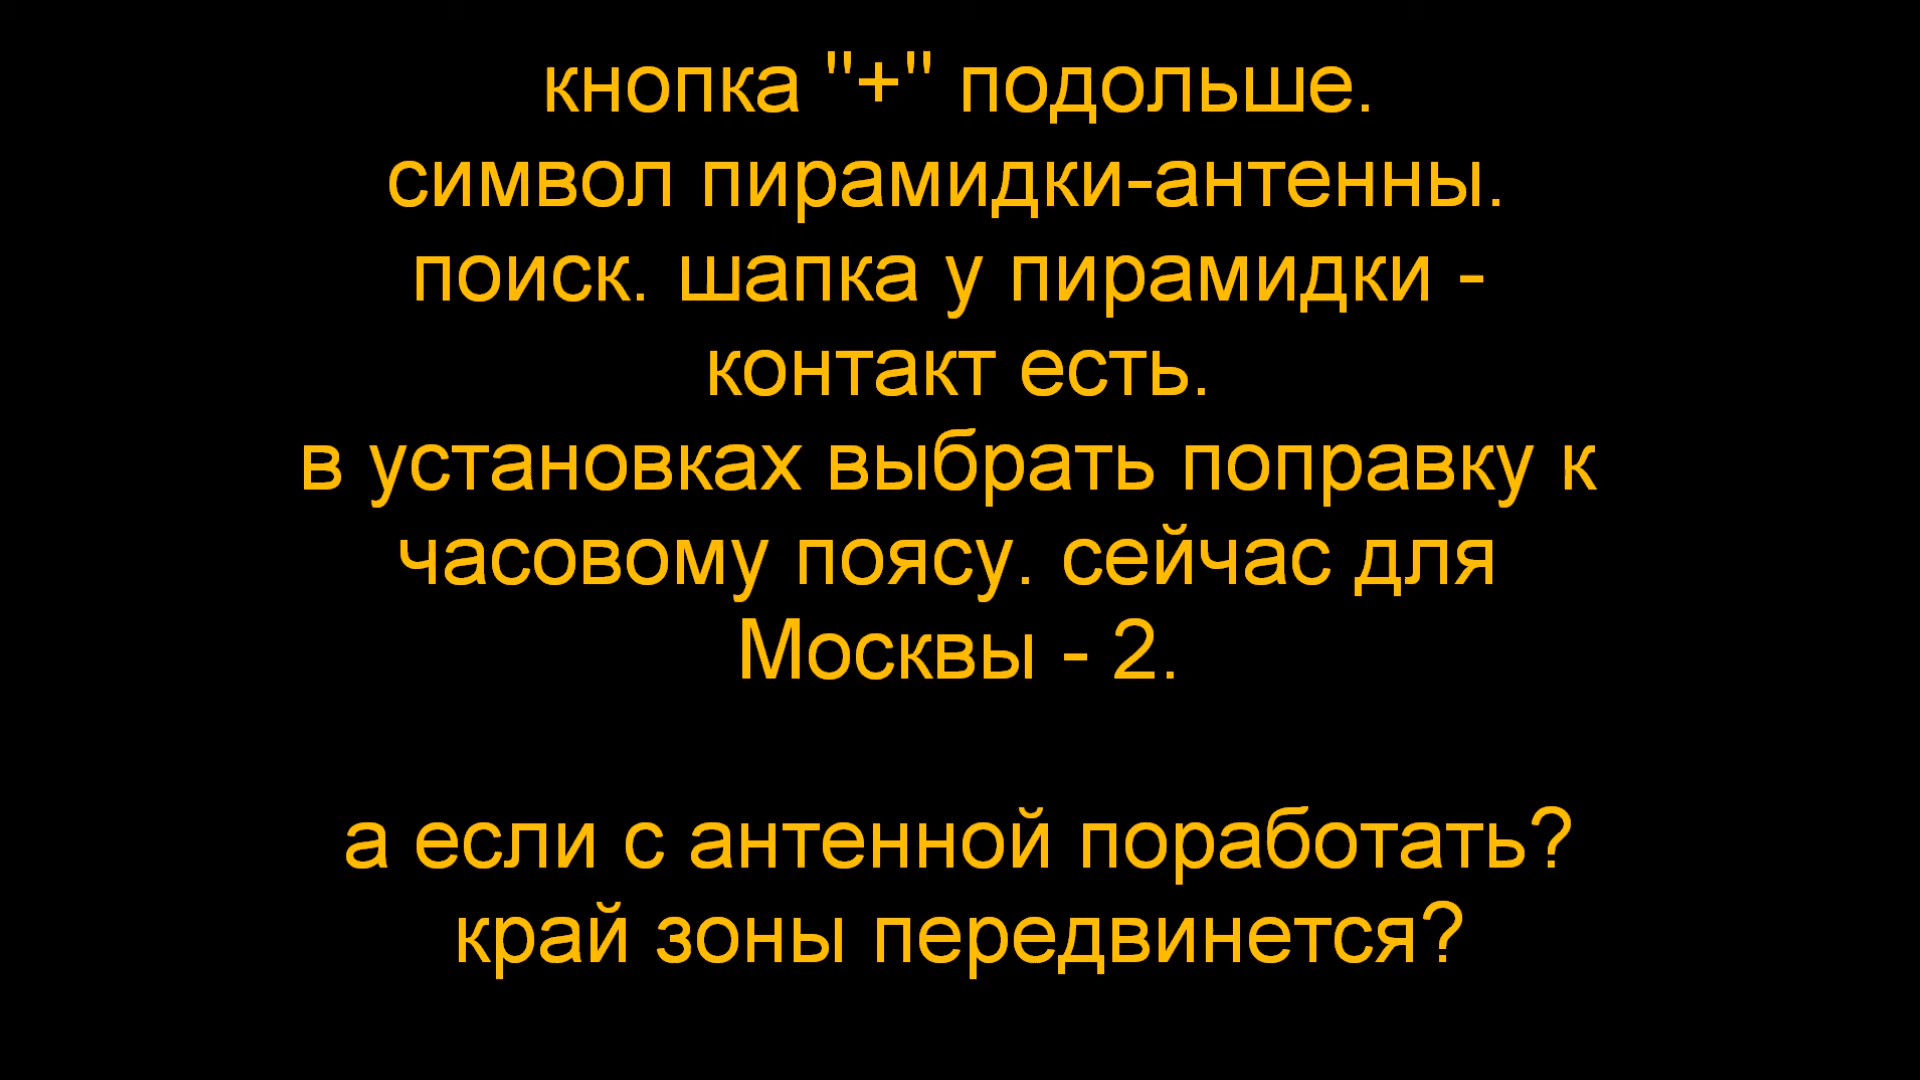 кнопка "+" подольше.
символ пирамидки-антенны.
поиск. шапка у пирамидки -
контакт есть.
в установках выбрать поправку к
часовому поясу. сейчас для
Москвы - 2.
а если с антенной поработать?
край зоны передвинется?